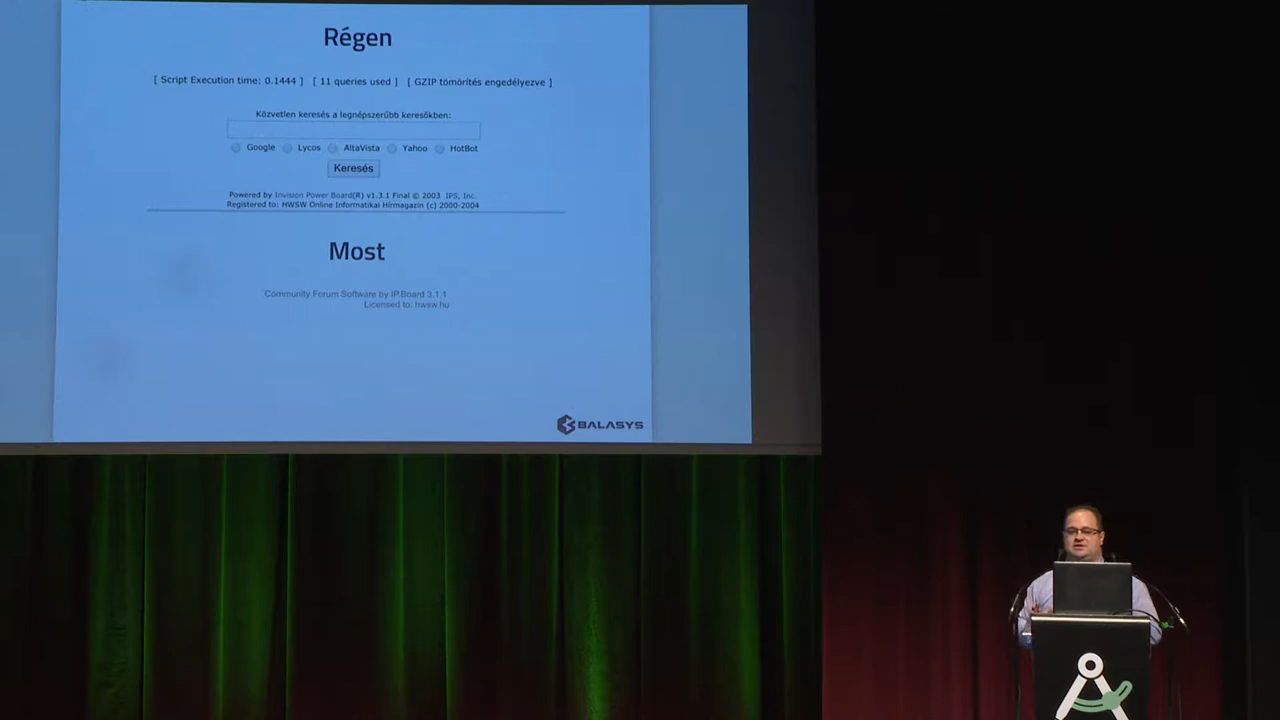 Régen
[ Script Execution time: 0.1444 ] [ 11 queries used ] [ GZIP tömörítés engedélyezve ]
Közvetlen keresés a legnépszerűbb keresőkben:
Google Lycos AltaVista Yahoo HotBot
Keresés
Powered by Invision Power Board(R) v1.3.1 Final © 2003 IPS, Inc.
Registered to: HWSW Online Informatikai Hírmagazin (c) 2000-2004
Most
Community Forum Software by IP.Board 3.1.1
Licensed to: hwsw.hu
BALASYS